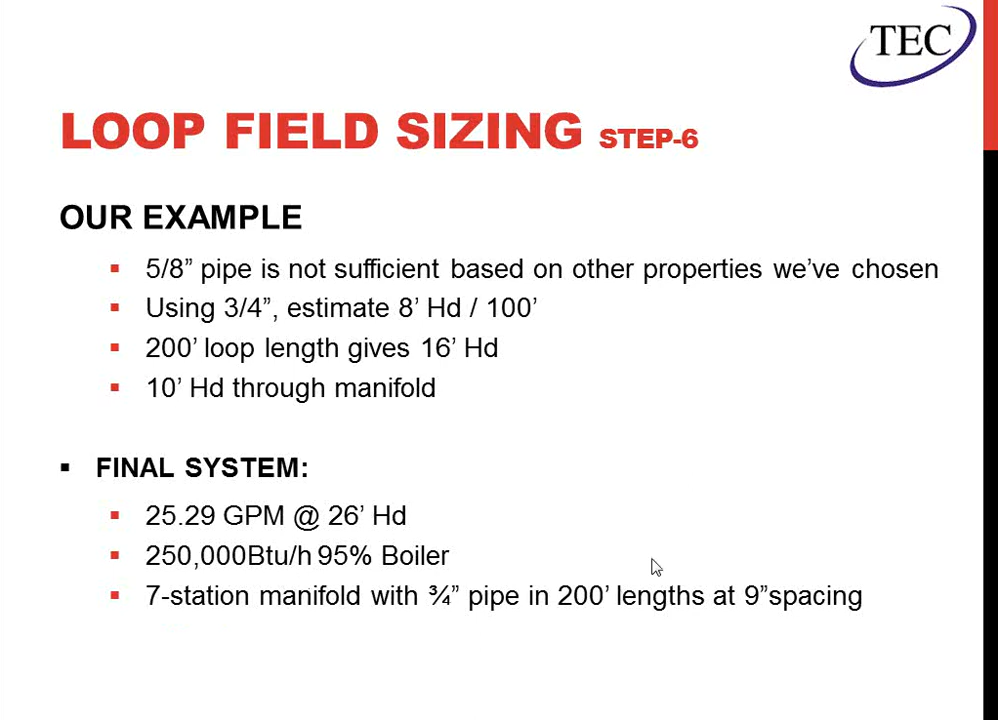 TEC
LOOP FIELD SIZING STEP-6
OUR EXAMPLE
▪ 5/8” pipe is not sufficient based on other properties we’ve chosen
▪ Using 3/4”, estimate 8’ Hd / 100’
▪ 200’ loop length gives 16’ Hd
▪ 10’ Hd through manifold
▪ FINAL SYSTEM:
▪ 25.29 GPM @ 26’ Hd
▪ 250,000Btu/h 95% Boiler
▪ 7-station manifold with ¾” pipe in 200’ lengths at 9”spacing